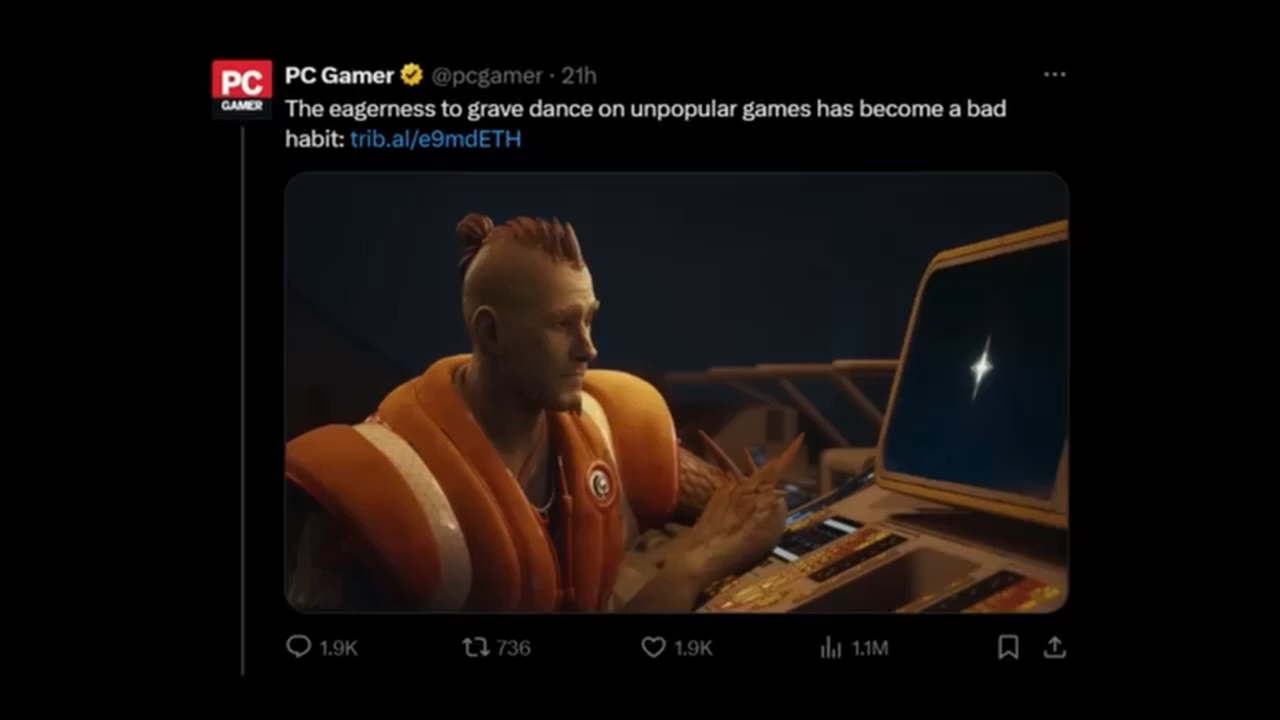 PC GAMER
PC Gamer @pcgamer · 21h
The eagerness to grave dance on unpopular games has become a bad
habit: trib.al/e9mdETH
1.9K 736 1.9K 1.1M